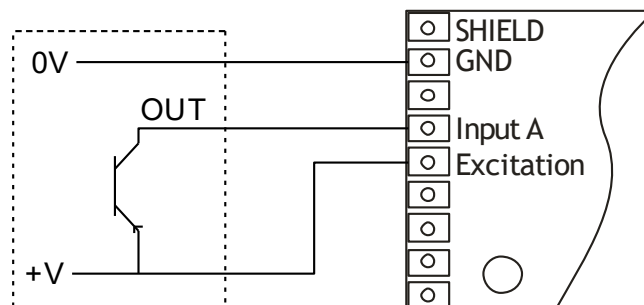 SHIELD
0V GND
OUT
Input A
Excitation
+V